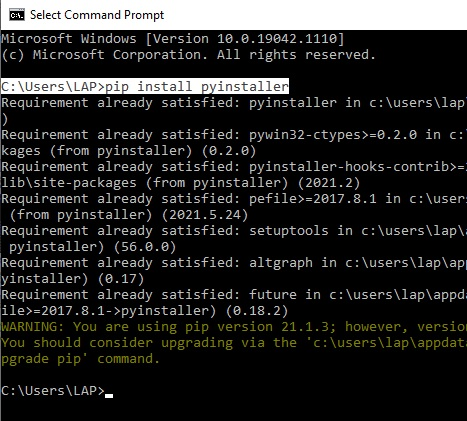 Select Command Prompt
Microsoft Windows [Version 10.0.19042.1110]
(c) Microsoft Corporation. All rights reserved.
C:\Users\LAP>pip install pyinstaller
Requirement already satisfied: pyinstaller in c:\users\lap\
)
Requirement already satisfied: pywin32-ctypes>=0.2.0 in c:
kages (from pyinstaller) (0.2.0)
Requirement already satisfied: pyinstaller-hooks-contrib>=2
lib\site-packages (from pyinstaller) (2021.2)
Requirement already satisfied: pefile>=2017.8.1 in c:\users
 (from pyinstaller) (2021.5.24)
Requirement already satisfied: setuptools in c:\users\lap\a
 pyinstaller) (56.0.0)
Requirement already satisfied: altgraph in c:\users\lap\app
yinstaller) (0.17)
Requirement already satisfied: future in c:\users\lap\appda
ile>=2017.8.1->pyinstaller) (0.18.2)
WARNING: You are using pip version 21.1.3; however, versio
You should consider upgrading via the 'c:\users\lap\appdata
pgrade pip' command.
C:\Users\LAP>